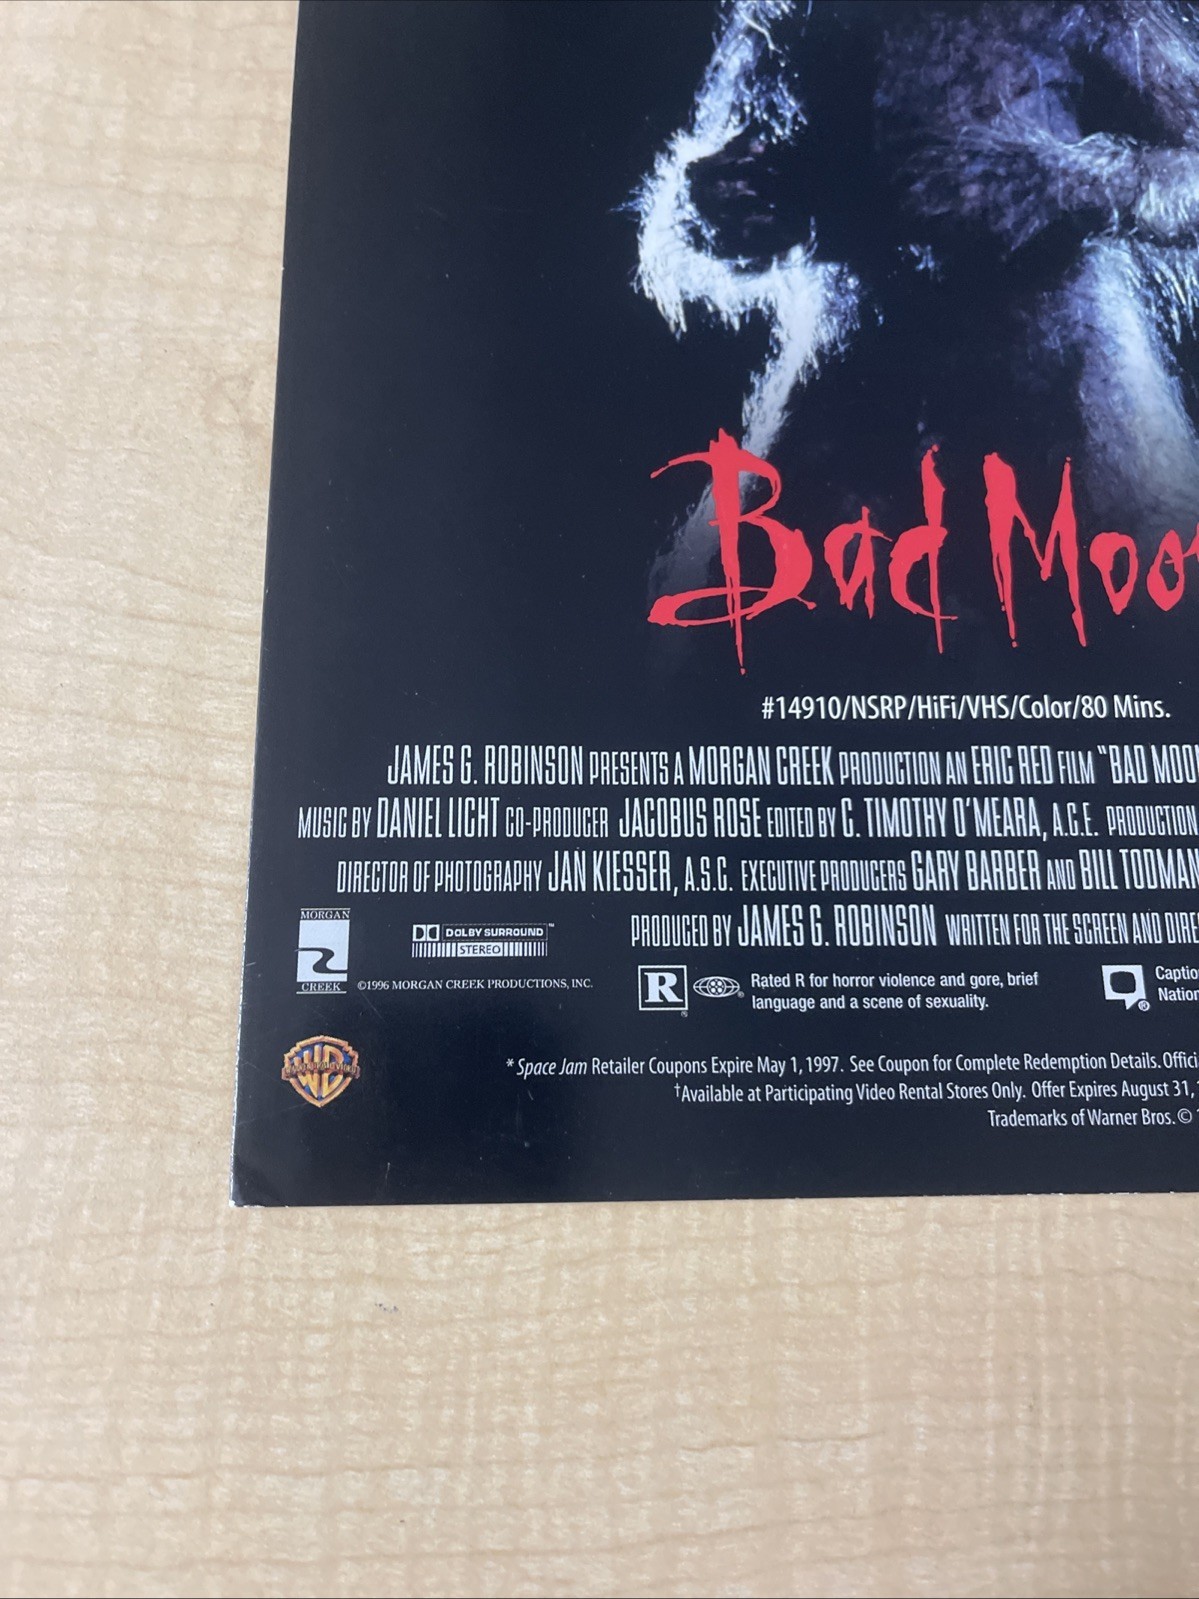 Bad Moo
#14910/NSRP/HiFi/VHS/Color/80 Mins.
JAMES G. ROBINSON PRESENTS A MORGAN CREEK PRODUCTION AN ERIC RED FILM "BAD MOO
MUSIC BY DANIEL LICHT CO-PRODUCER JACOBUS ROSE EDITED BY C. TIMOTHY O'MEARA, A.C.E. PRODUCTION
DIRECTOR OF PHOTOGRAPHY JAN KIESSER, A.S.C. EXECUTIVE PRODUCERS GARY BARBER AND BILL TODMAN
PRODUCED BY JAMES G. ROBINSON WRITTEN FOR THE SCREEN AND DIRE
MORGAN
CREEK
DOLBY SURROUND™
STEREO
©1996 MORGAN CREEK PRODUCTIONS, INC.
R
®
Rated R for horror violence and gore, brief
language and a scene of sexuality.
®
Captio
Nation
WB
*Space Jam Retailer Coupons Expire May 1, 1997. See Coupon for Complete Redemption Details. Offici
†Available at Participating Video Rental Stores Only. Offer Expires August 31,
Trademarks of Warner Bros. ©